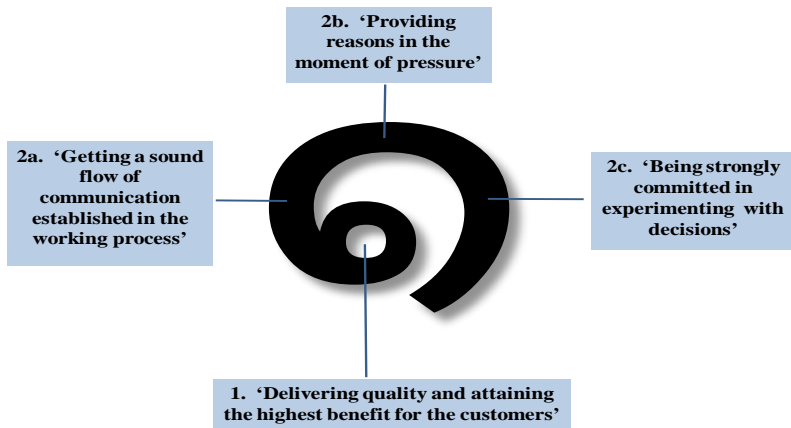 2b. ‘Providing
reasons in the
moment of pressure’
2a. ‘Getting a sound
flow of
communication
established in the
working process’
2c. ‘Being strongly
committed in
experimenting with
decisions’
๑
1. ‘Delivering quality and attaining
the highest benefit for the customers’